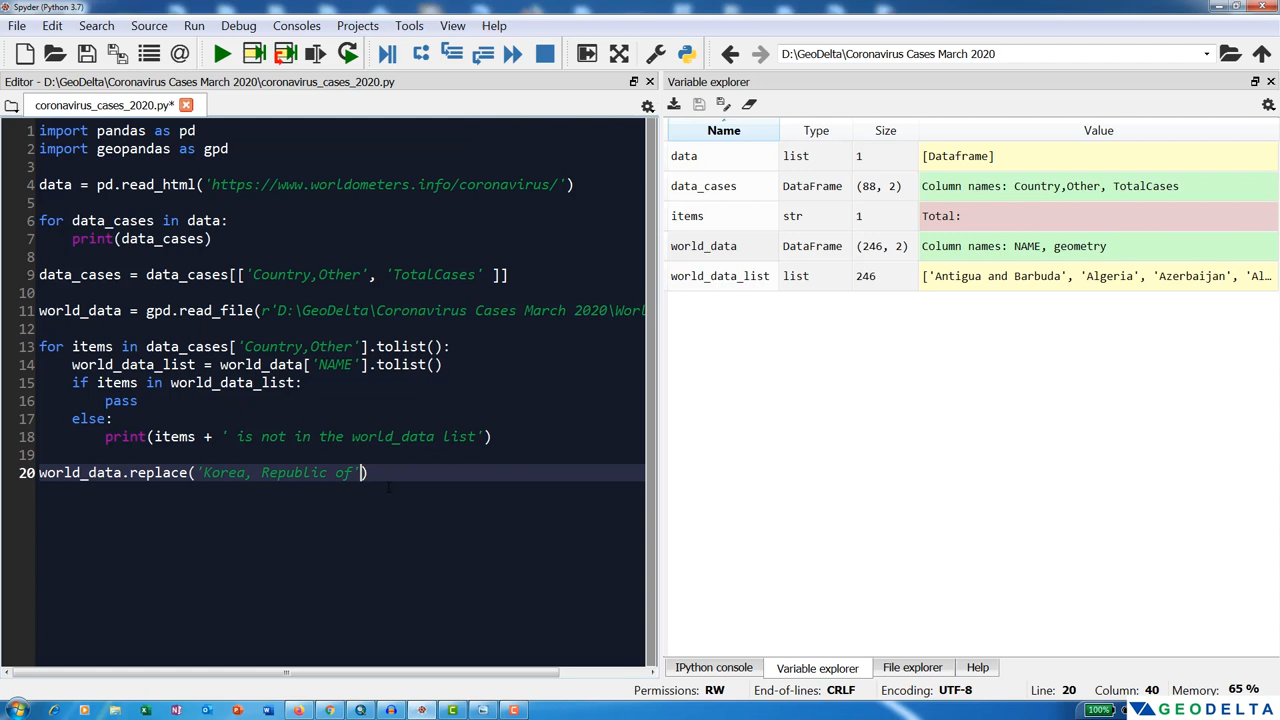 Spyder (Python 3.7)
File Edit Search Source Run Debug Consoles Projects Tools View Help
D:\GeoDelta\Coronavirus Cases March 2020
Editor - D:\GeoDelta\Coronavirus Cases March 2020\coronavirus_cases_2020.py
Variable explorer
coronavirus_cases_2020.py*
1 import pandas as pd
2 import geopandas as gpd
3
4 data = pd.read_html('https://www.worldometers.info/coronavirus/')
5
6 for data_cases in data:
7 print(data_cases)
8
9 data_cases = data_cases[['Country,Other', 'TotalCases' ]]
10
11 world_data = gpd.read_file(r'D:\GeoDelta\Coronavirus Cases March 2020\Worl
12
13 for items in data_cases['Country,Other'].tolist():
14 world_data_list = world_data['NAME'].tolist()
15 if items in world_data_list:
16 pass
17 else:
18 print(items + ' is not in the world_data list')
19
20 world_data.replace('Korea, Republic of')
Name Type Size Value
data list 1 [Dataframe]
data_cases DataFrame (88, 2) Column names: Country,Other, TotalCases
items str 1 Total:
world_data DataFrame (246, 2) Column names: NAME, geometry
world_data_list list 246 ['Antigua and Barbuda', 'Algeria', 'Azerbaijan', 'Al…
IPython console Variable explorer File explorer Help
Permissions: RW End-of-lines: CRLF Encoding: UTF-8 Line: 20 Column: 40 Memory: 65 %
100%
GEODELTA